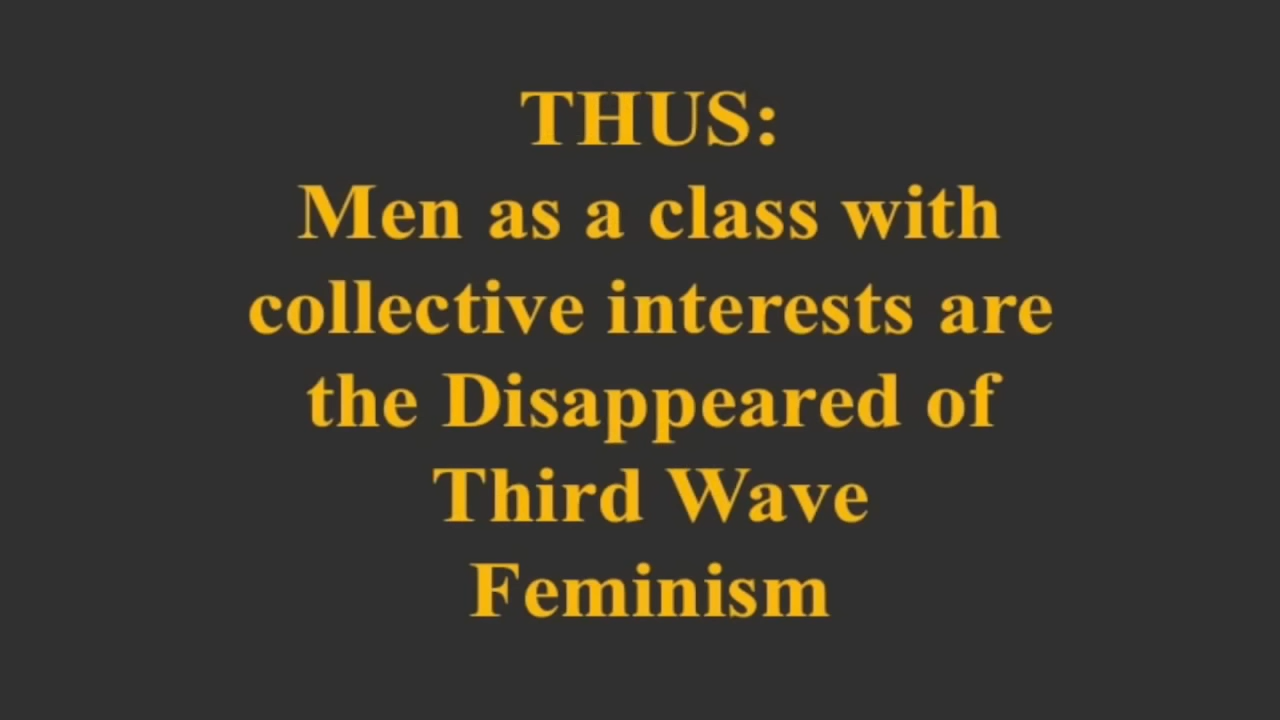 THUS:
Men as a class with
collective interests are
the Disappeared of
Third Wave
Feminism